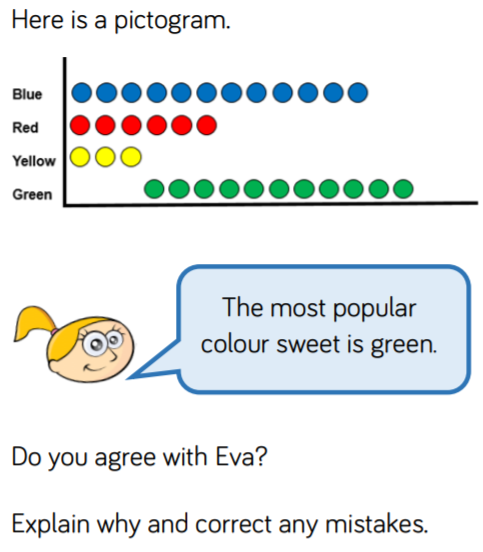 Here is a pictogram.
Blue
Red
Yellow
Green
The most popular
colour sweet is green.
Do you agree with Eva?
Explain why and correct any mistakes.